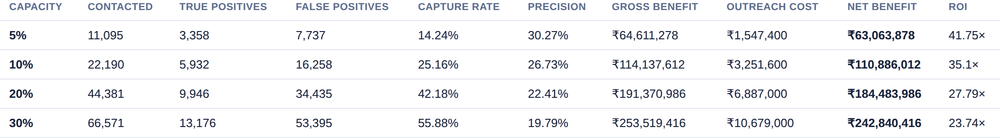 CAPACITY CONTACTED TRUE POSITIVES FALSE POSITIVES CAPTURE RATE PRECISION GROSS BENEFIT OUTREACH COST NET BENEFIT ROI
5% 11,095 3,358 7,737 14.24% 30.27% ₹64,611,278 ₹1,547,400 ₹63,063,878 41.75×
10% 22,190 5,932 16,258 25.16% 26.73% ₹114,137,612 ₹3,251,600 ₹110,886,012 35.1×
20% 44,381 9,946 34,435 42.18% 22.41% ₹191,370,986 ₹6,887,000 ₹184,483,986 27.79×
30% 66,571 13,176 53,395 55.88% 19.79% ₹253,519,416 ₹10,679,000 ₹242,840,416 23.74×